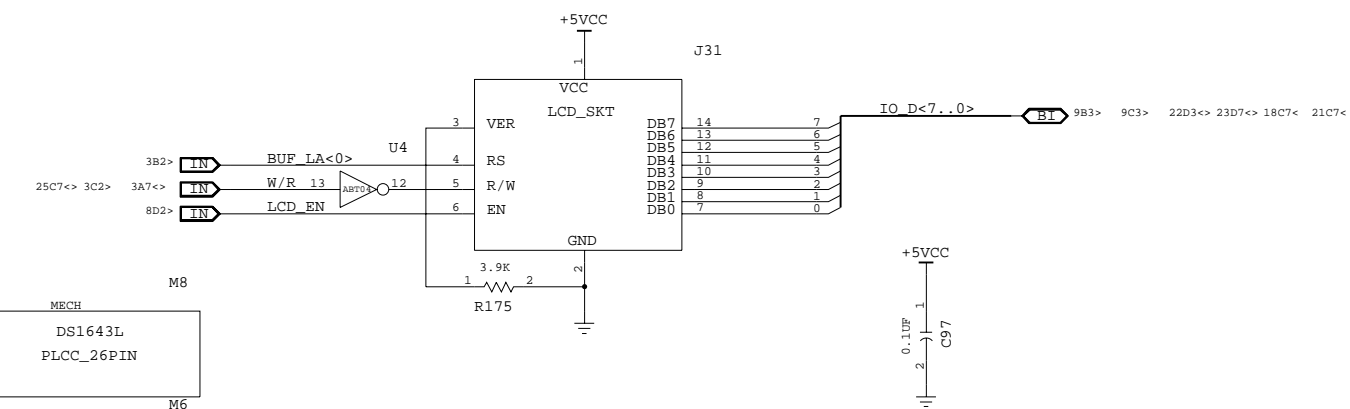 +5VCC
J31
1
VCC
LCD_SKT
IO_D<7..0>
BI 9B3> 9C3> 22D3<> 23D7<> 18C7< 21C7<
3 VER DB7 14 7
DB6 13 6
U4 DB5 12 5
3B2> IN BUF_LA<0> 4 RS DB4 11 4
DB3 10 3
25C7<> 3C2> 3A7<> IN W/R 13 ABT04 12 5 R/W DB2 9 2
DB1 8 1
8D2> IN LCD_EN 6 EN DB0 7 0
GND
2
3.9K
1 2
R175
+5VCC
1
0.1UF C97
2
M8
MECH
DS1643L
PLCC_26PIN
M6